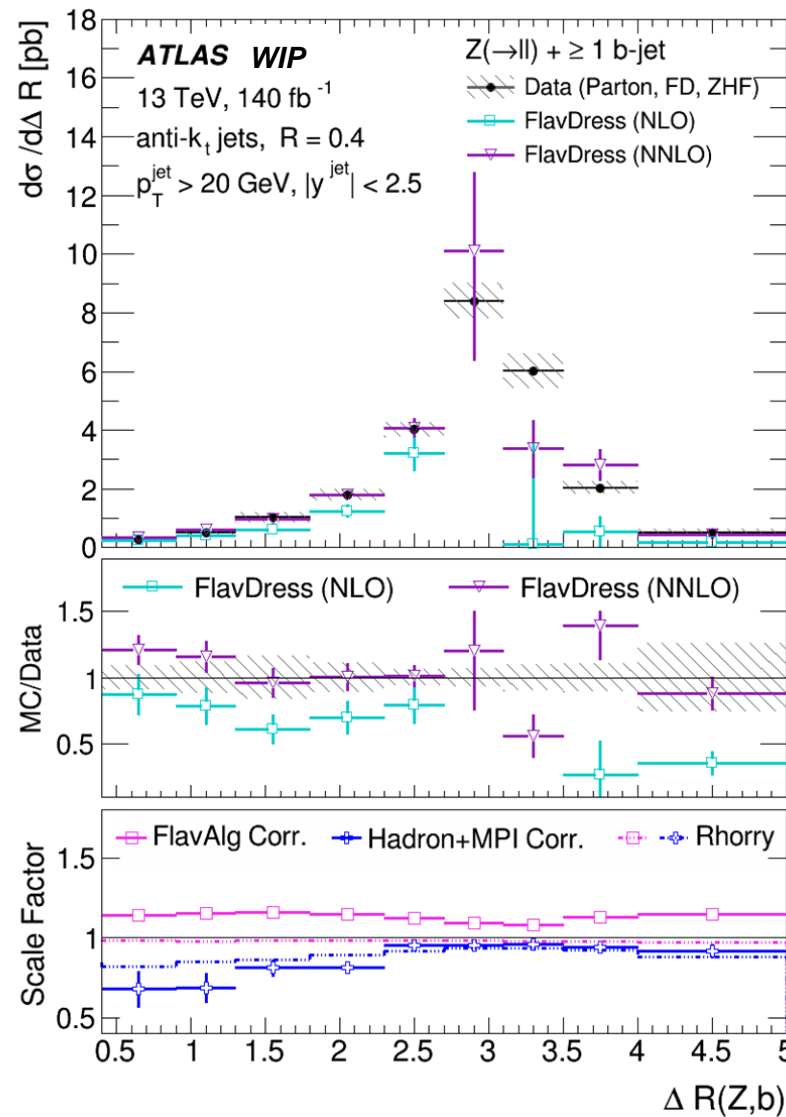 dσ/dΔ R [pb]
18
16
14
12
10
8
6
4
2
0
ATLAS WIP
13 TeV, 140 fb⁻¹
anti-kₜ jets, R = 0.4
p_T^jet > 20 GeV, |y^jet| < 2.5
Z(→ll) + ≥ 1 b-jet
Data (Parton, FD, ZHF)
FlavDress (NLO)
FlavDress (NNLO)
MC/Data
1.5
1
0.5
FlavDress (NLO) FlavDress (NNLO)
Scale Factor
1.5
1
0.5
FlavAlg Corr. Hadron+MPI Corr. Rhorry
0.5 1 1.5 2 2.5 3 3.5 4 4.5 5
Δ R(Z,b)